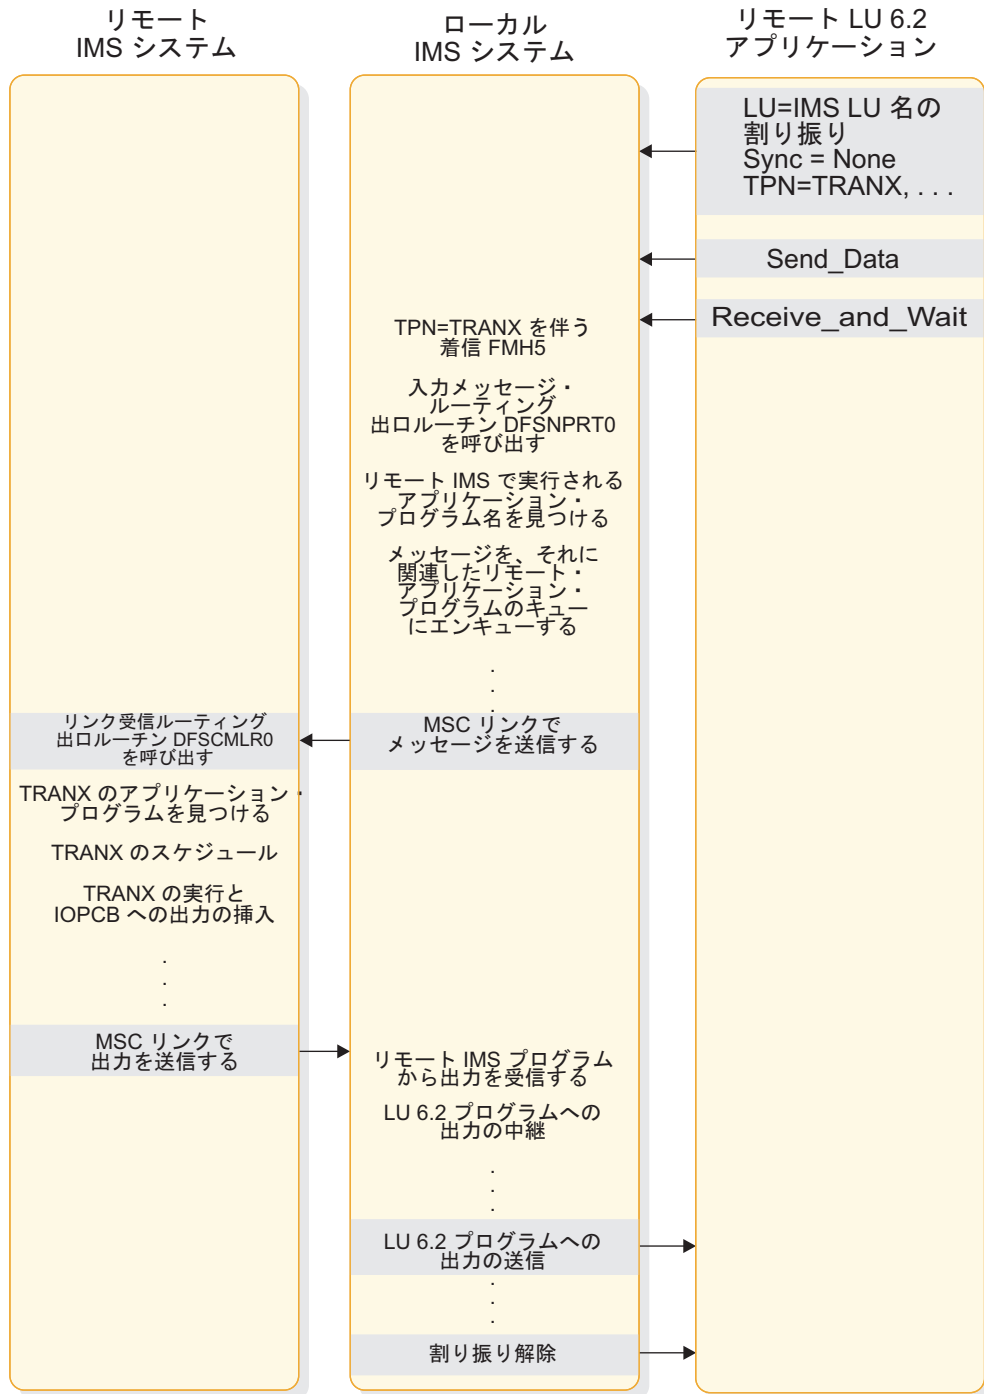 リモート
IMS システム
ローカル
IMS システム
リモート LU 6.2
アプリケーション
LU=IMS LU 名の
割り振り
Sync = None
TPN=TRANX, . . .
Send_Data
Receive_and_Wait
TPN=TRANX を伴う
着信 FMH5
入力メッセージ・
ルーティング
出口ルーチン DFSNPRT0
を呼び出す
リモート IMS で実行される
アプリケーション・
プログラム名を見つける
メッセージを、それに
関連したリモート・
アプリケーション・
プログラムのキュー
にエンキューする
.
.
.
MSC リンクで
メッセージを送信する
リンク受信ルーティング
出口ルーチン DFSCMLR0
を呼び出す
TRANX のアプリケーション・
プログラムを見つける
TRANX のスケジュール
TRANX の実行と
IOPCB への出力の挿入
.
.
.
MSC リンクで
出力を送信する
リモート IMS プログラム
から出力を受信する
LU 6.2 プログラムへの
出力の中継
.
.
.
LU 6.2 プログラムへの
出力の送信
.
.
.
割り振り解除